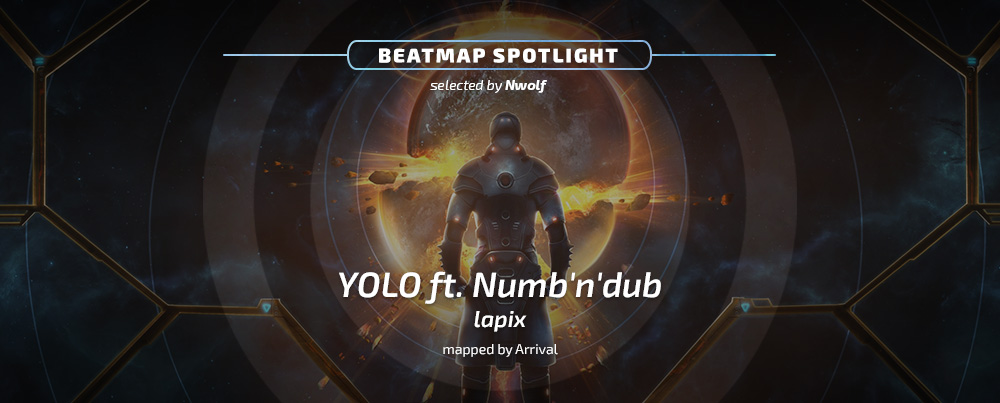 BEATMAP SPOTLIGHT
selected by Nwolf
YOLO ft. Numb'n'dub
lapix
mapped by Arrival